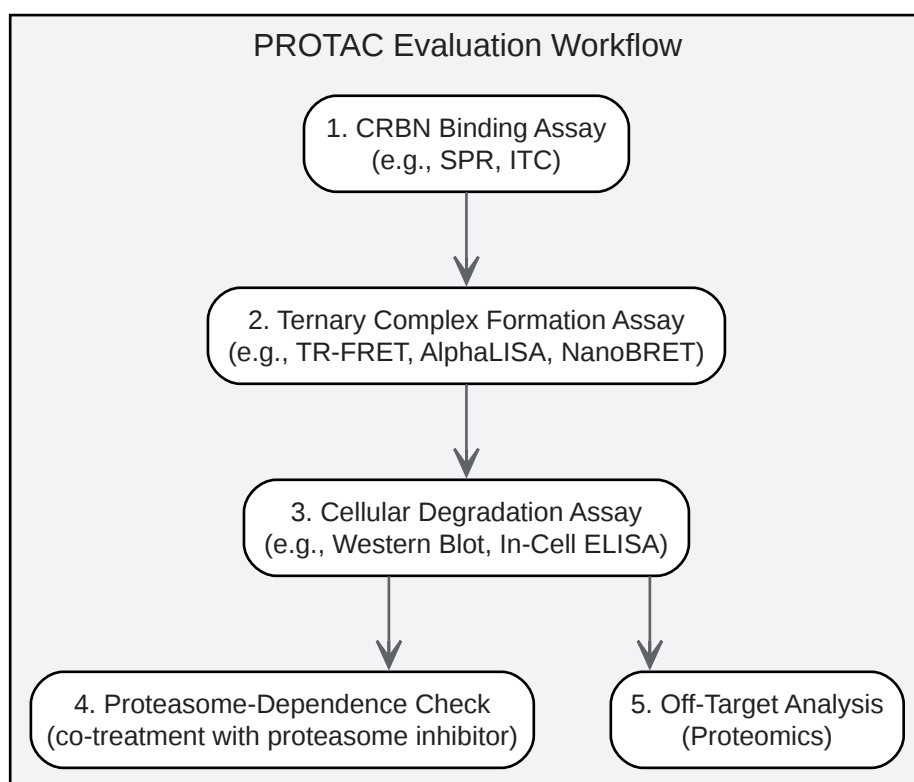 PROTAC Evaluation Workflow
1. CRBN Binding Assay
(e.g., SPR, ITC)
2. Ternary Complex Formation Assay
(e.g., TR-FRET, AlphaLISA, NanoBRET)
3. Cellular Degradation Assay
(e.g., Western Blot, In-Cell ELISA)
4. Proteasome-Dependence Check
(co-treatment with proteasome inhibitor)
5. Off-Target Analysis
(Proteomics)